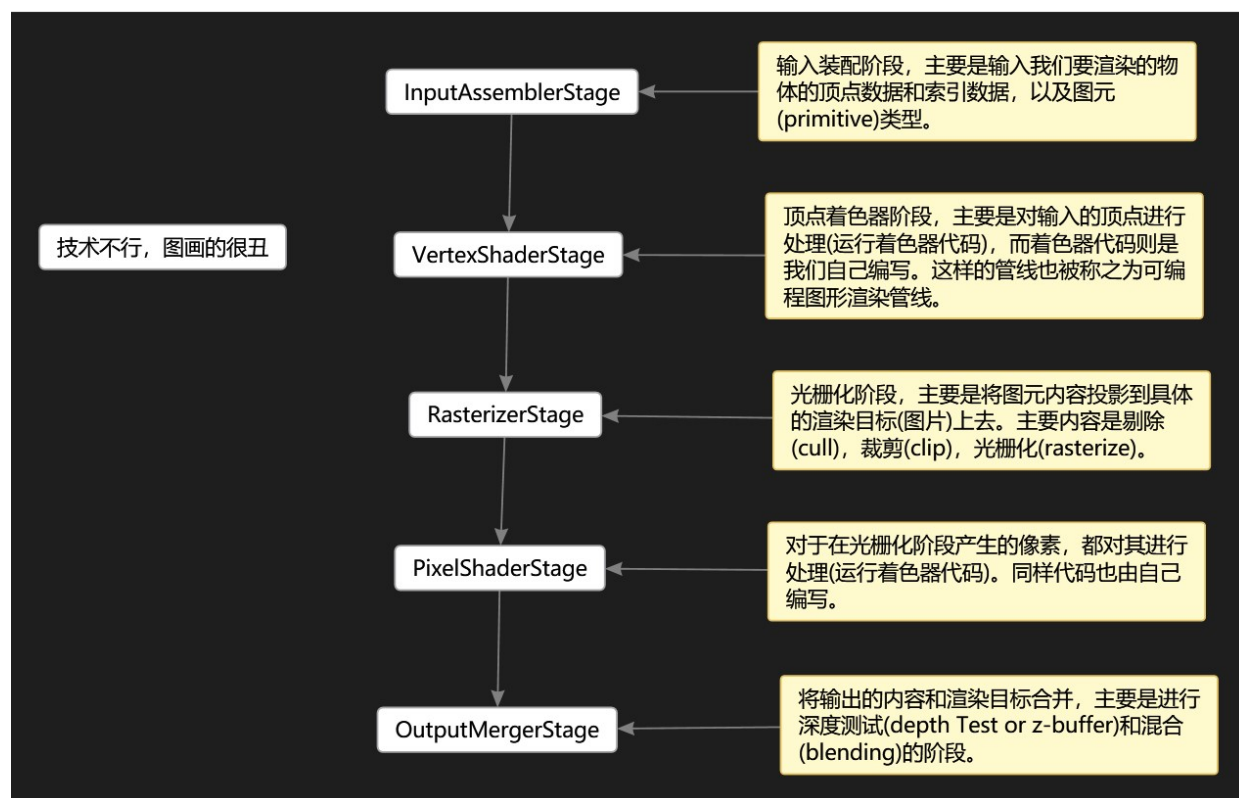 InputAssemblerStage
输入装配阶段，主要是输入我们要渲染的物
体的顶点数据和索引数据，以及图元
(primitive)类型。
技术不行，图画的很丑
VertexShaderStage
顶点着色器阶段，主要是对输入的顶点进行
处理(运行着色器代码)，而着色器代码则是
我们自己编写。这样的管线也被称之为可编
程图形渲染管线。
RasterizerStage
光栅化阶段，主要是将图元内容投影到具体
的渲染目标(图片)上去。主要内容是剔除
(cull)，裁剪(clip)，光栅化(rasterize)。
PixelShaderStage
对于在光栅化阶段产生的像素，都对其进行
处理(运行着色器代码)。同样代码也由自己
编写。
OutputMergerStage
将输出的内容和渲染目标合并，主要是进行
深度测试(depth Test or z-buffer)和混合
(blending)的阶段。